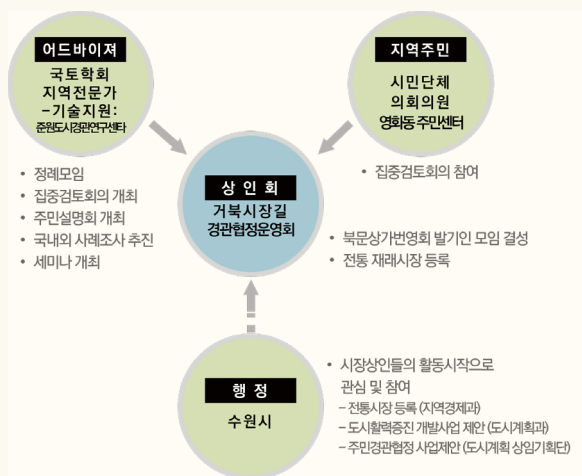 어드바이져
국토학회
지역전문가
-기술지원:
준원도시경관연구센타
• 정례모임
• 집중검토회의 개최
• 주민설명회 개최
• 국내외 사례조사 추진
• 세미나 개최
지역주민
시민단체
의회의원
영화동 주민센터
• 집중검토회의 참여
상인회
거북시장길
경관협정운영회
• 북문상가번영회 발기인 모임 결성
• 전통 재래시장 등록
행정
수원시
• 시장상인들의 활동시작으로
관심 및 참여
- 전통시장 등록 (지역경제과)
- 도시활력증진 개발사업 제안 (도시계획과)
- 주민경관협정 사업제안 (도시계획 상임기획단)